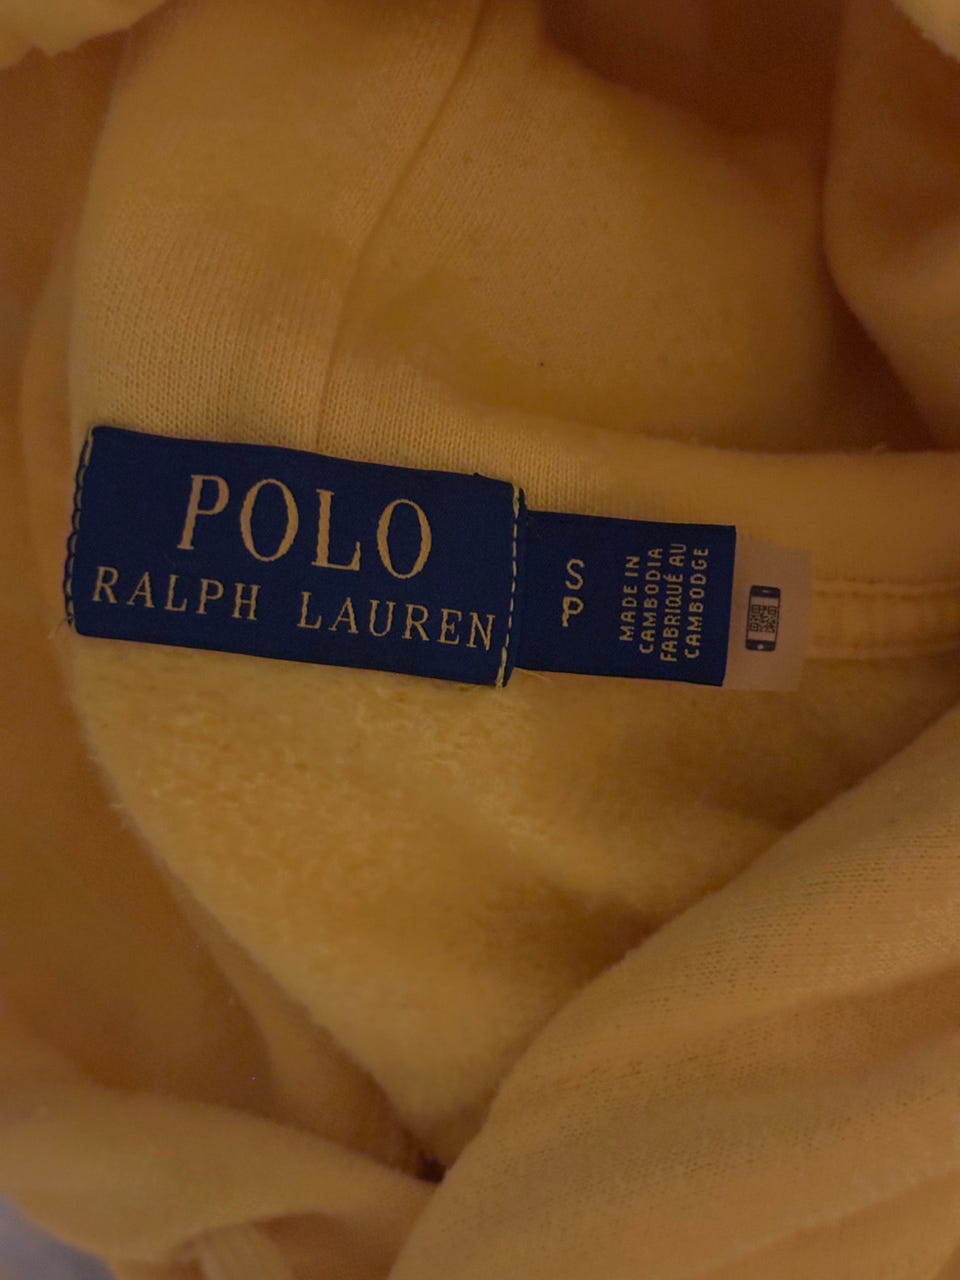 POLO
RALPH LAUREN
S
P
MADE IN
CAMBODIA
FABRIQUÉ AU
CAMBODGE